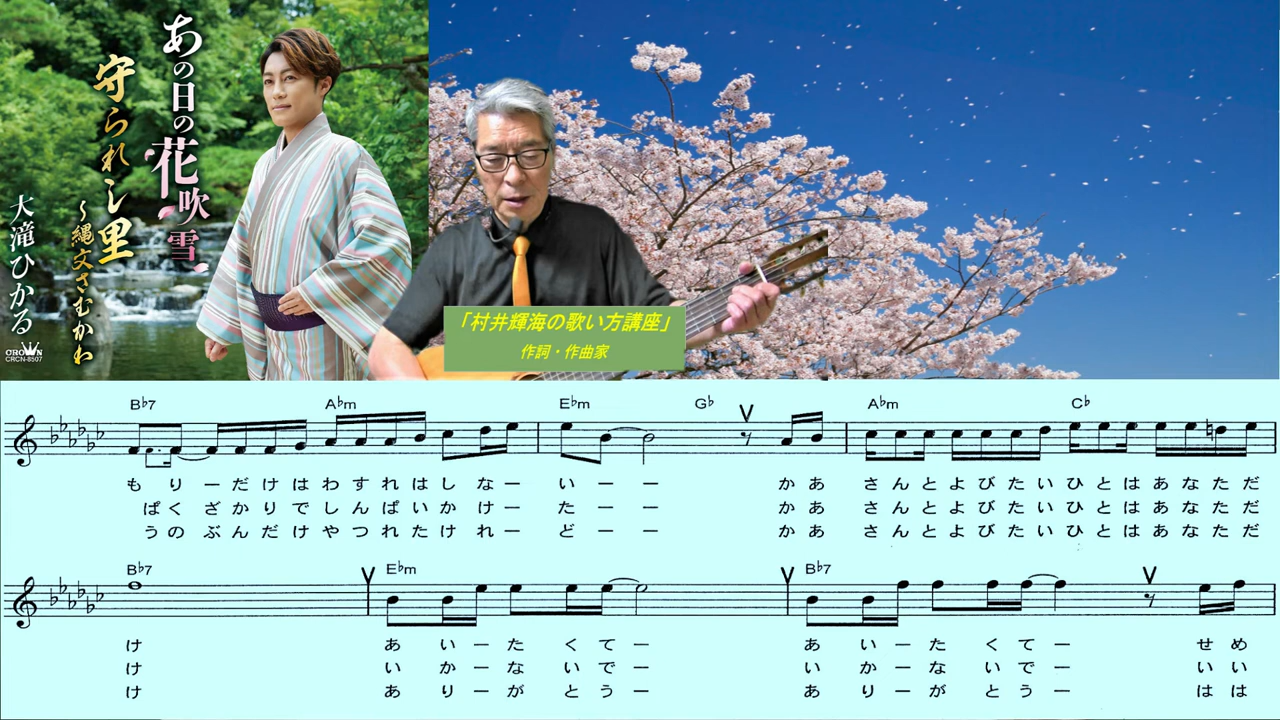 あの日の花吹雪
守られし里
～縄文さむかわ
大滝ひかる
CROWN
CRCN-8507
「村井輝海の歌い方講座」
作詞・作曲家
B♭7 A♭m E♭m G♭ A♭m C♭
もりーだけはわすれはしなー いーー かあ さんとよびたいひとはあなただ
ぱくざかりでしんぱいかけー たーー かあ さんとよびたいひとはあなただ
うのぶんだけやつれたけれー どーー かあ さんとよびたいひとはあなただ
B♭7 E♭m B♭7
け あいーたくてー あいーたくてー せめ
け いかーないでー いかーないでー いい
け ありーがとうー ありーがとうー はは